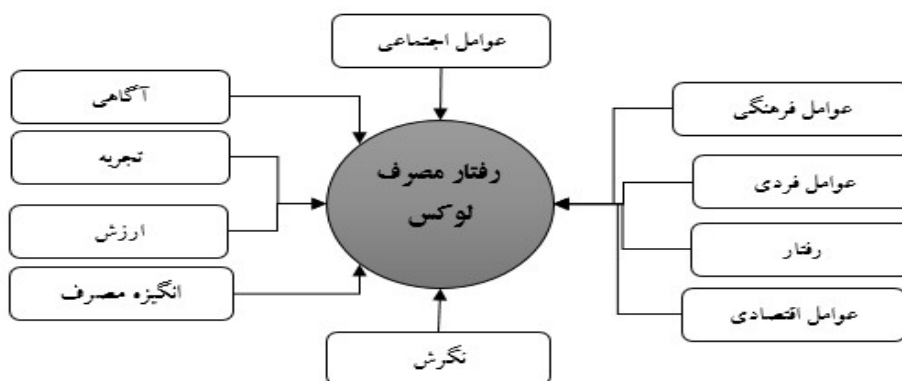 عوامل اجتماعی
عوامل فرهنگی
عوامل فردی
رفتار
عوامل اقتصادی
رفتار مصرف
لوکس
آگاهی
تجربه
ارزش
انگیزه مصرف
نگرش